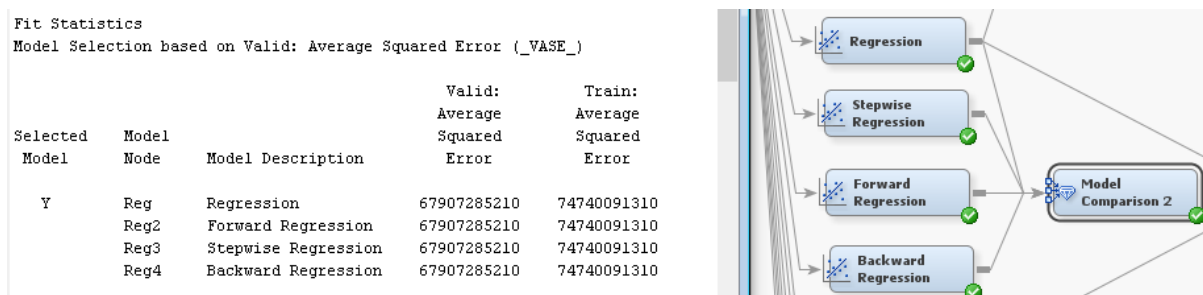 Fit Statistics
Model Selection based on Valid: Average Squared Error (_VASE_)
Valid: Train:
Average Average
Selected Model Squared Squared
Model Node Model Description Error Error
Y Reg Regression 67907285210 74740091310
Reg2 Forward Regression 67907285210 74740091310
Reg3 Stepwise Regression 67907285210 74740091310
Reg4 Backward Regression 67907285210 74740091310
Regression
Stepwise
Regression
Forward
Regression
Model
Comparison 2
Backward
Regression